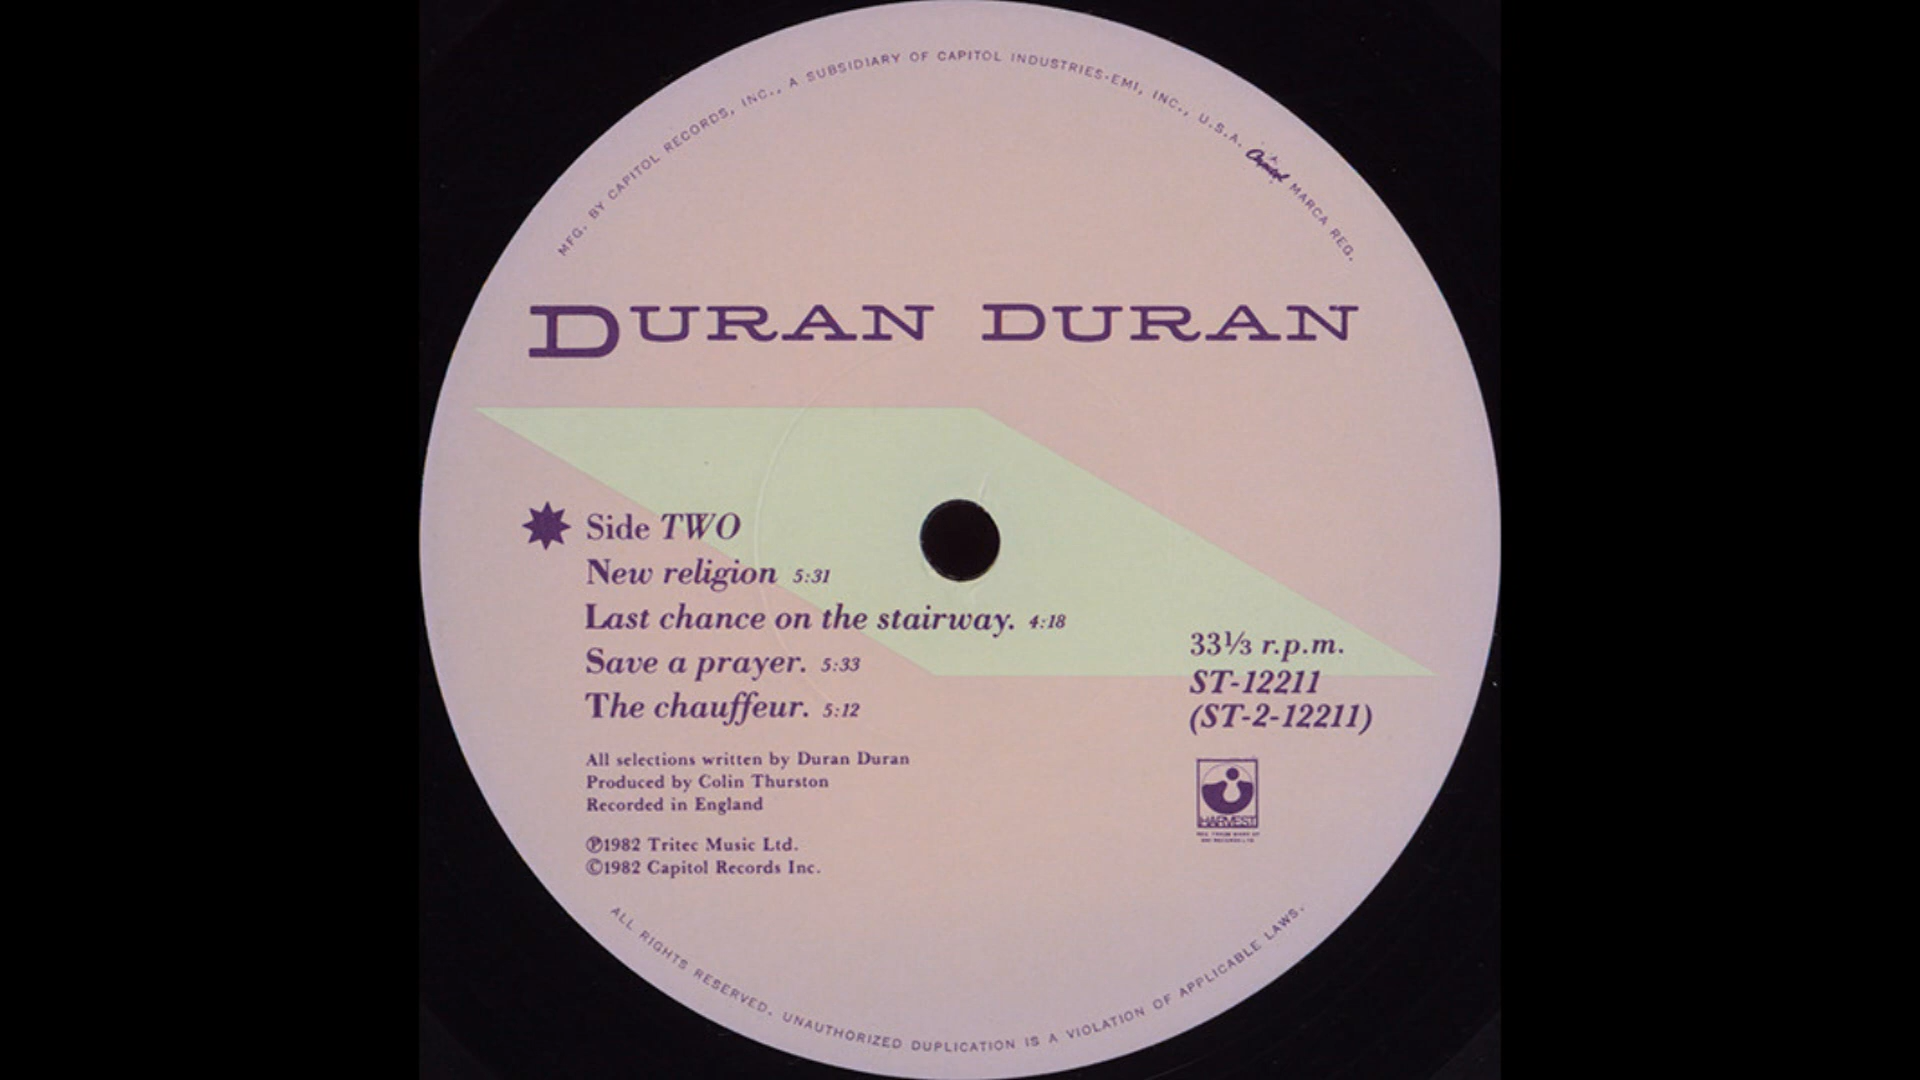 MFG. BY CAPITOL RECORDS, INC., A SUBSIDIARY OF CAPITOL INDUSTRIES-EMI, INC., U.S.A. Capitol MARCA REG.
DURAN DURAN
Side TWO
New religion 5:31
Last chance on the stairway. 4:18
Save a prayer. 5:33
The chauffeur. 5:12
33⅓ r.p.m.
ST-12211
(ST-2-12211)
All selections written by Duran Duran
Produced by Colin Thurston
Recorded in England
℗1982 Tritec Music Ltd.
©1982 Capitol Records Inc.
HARVEST
ALL RIGHTS RESERVED. UNAUTHORIZED DUPLICATION IS A VIOLATION OF APPLICABLE LAWS.